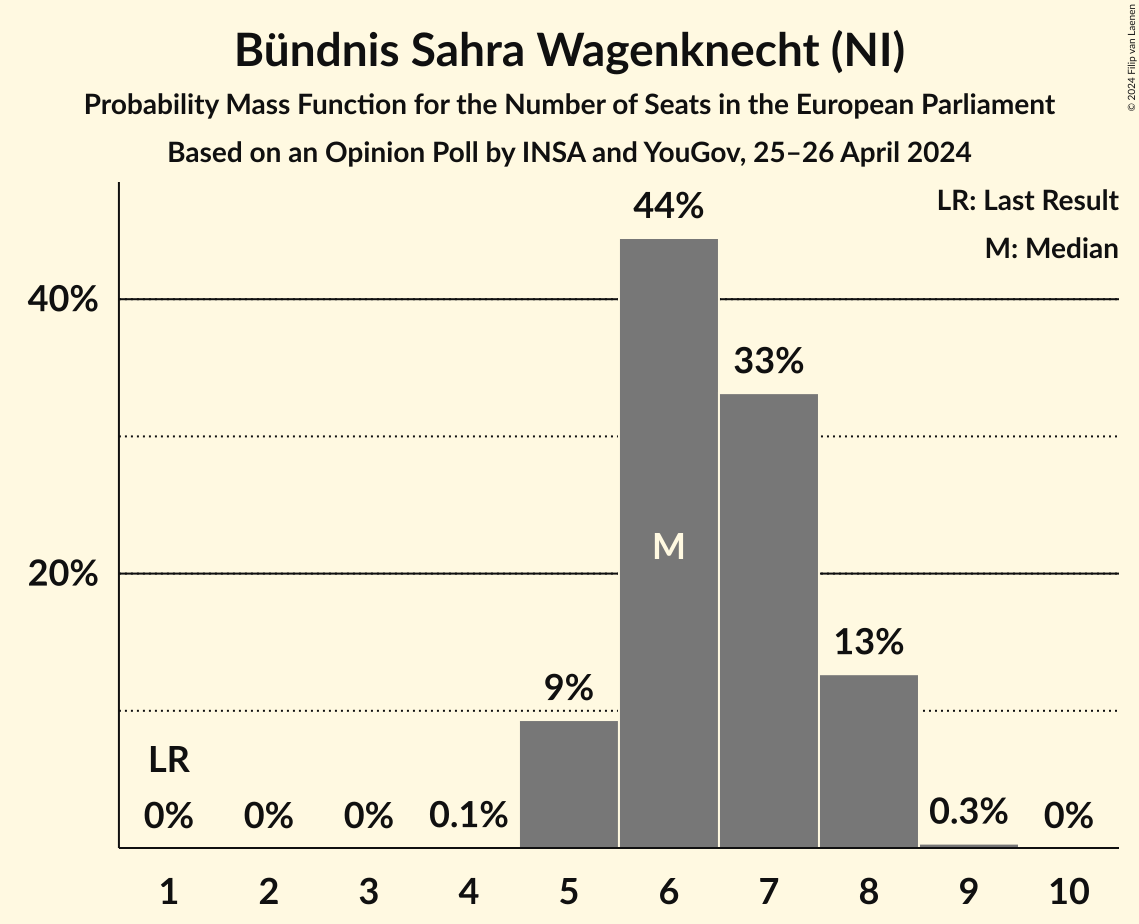 Bündnis Sahra Wagenknecht (NI)
Probability Mass Function for the Number of Seats in the European Parliament
Based on an Opinion Poll by INSA and YouGov, 25–26 April 2024
© 2024 Filip van Laenen
LR: Last Result
M: Median
44%
40%
33%
M
20%
13%
9%
LR
0% 0% 0% 0.1% 0.3% 0%
1 2 3 4 5 6 7 8 9 10